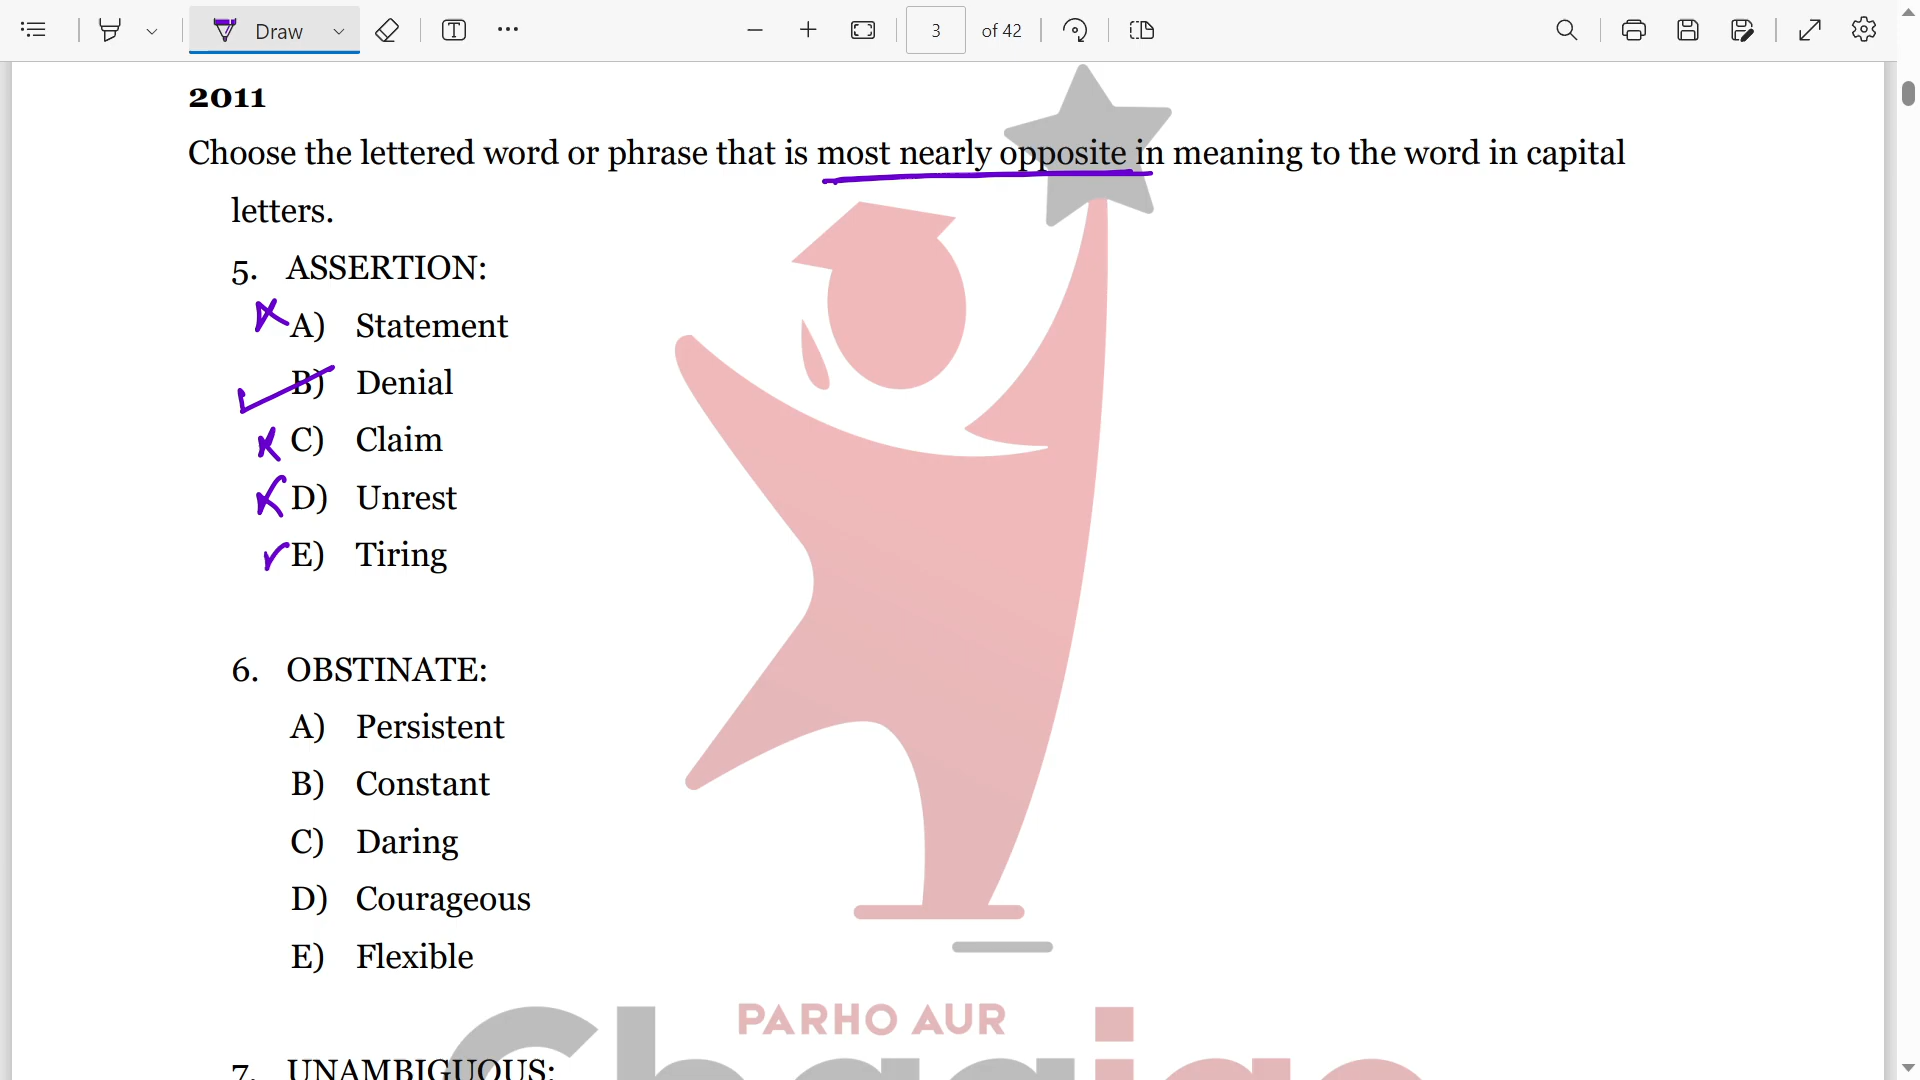 Draw
3 of 42
2011
Choose the lettered word or phrase that is most nearly opposite in meaning to the word in capital
letters.
5. ASSERTION:
A) Statement
B) Denial
C) Claim
D) Unrest
E) Tiring
6. OBSTINATE:
A) Persistent
B) Constant
C) Daring
D) Courageous
E) Flexible
PARHO AUR
7. UNAMBIGUOUS: